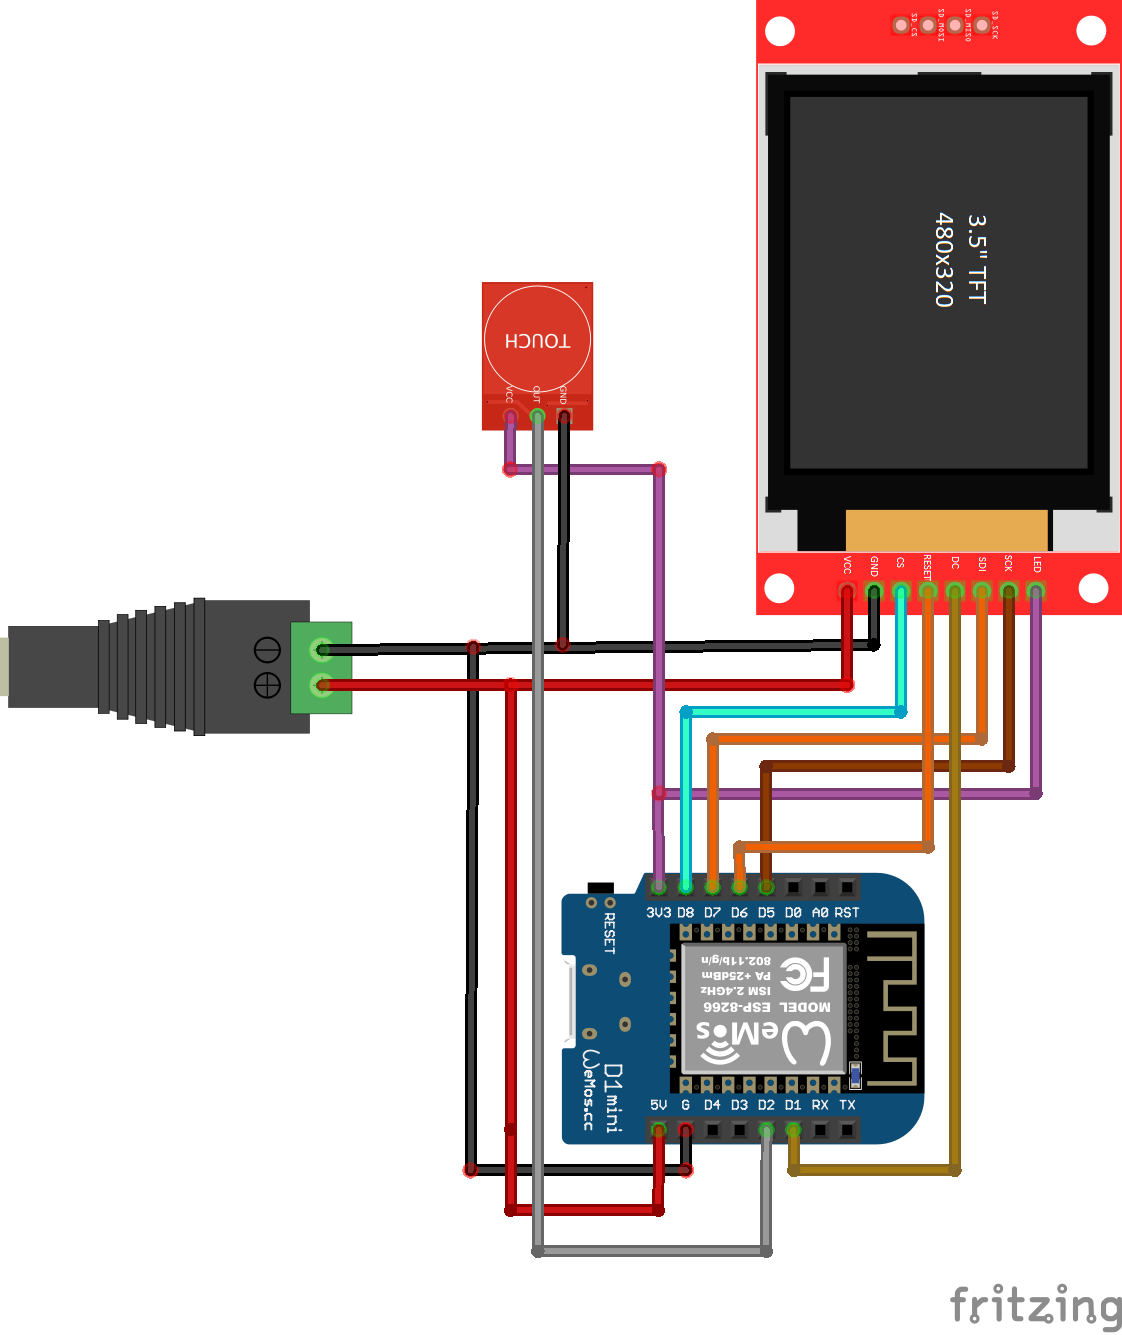 SD_CS
SD_MOSI
SD_MISO
SD_SCK
3.5" TFT
480x320
TOUCH
VCC
OUT
GND
VCC
GND
CS
RESET
DC
SDI
SCK
LED
3V3 D8 D7 D6 D5 D0 A0 RST
RESET
WeMos
MODEL ESP-8266
ISM 2.4GHz
PA +25dBm
802.11b/g/n
FC
D1mini
WeMos.cc
5V G D4 D3 D2 D1 RX TX
fritzing